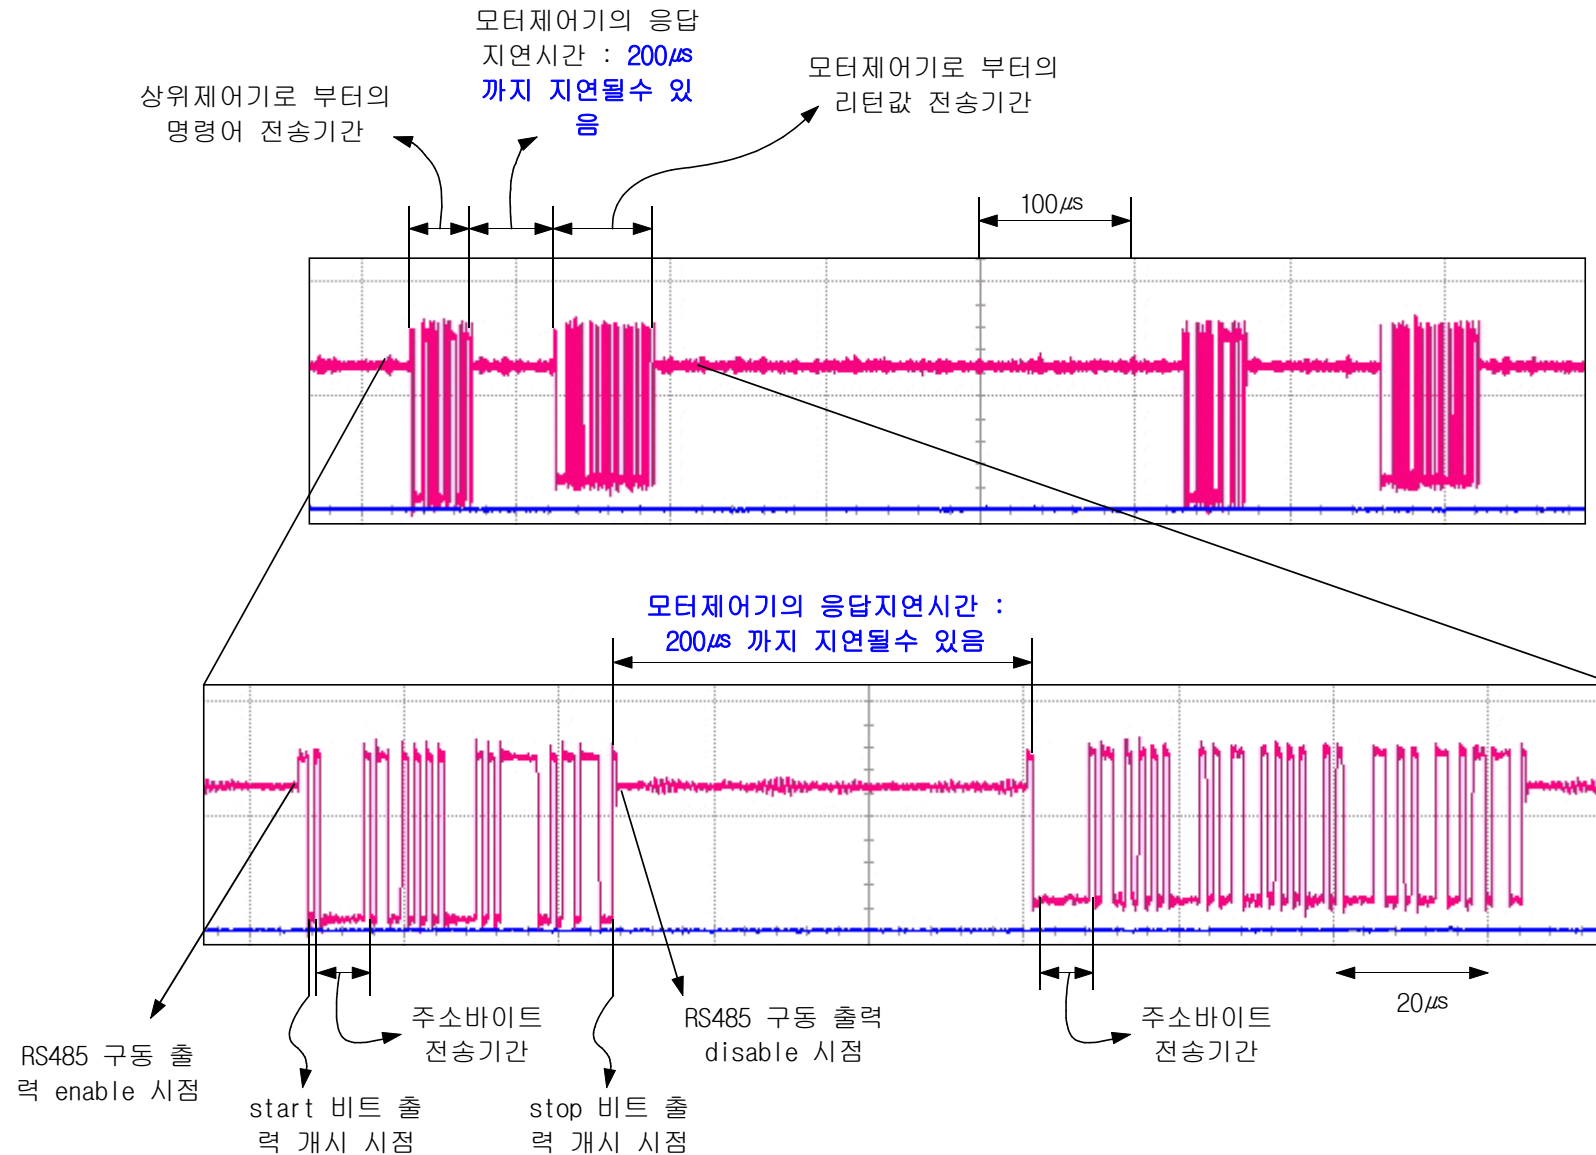 모터제어기의 응답
지연시간 : 200㎲
까지 지연될수 있
음
상위제어기로 부터의
명령어 전송기간
모터제어기로 부터의
리턴값 전송기간
100㎲
모터제어기의 응답지연시간 :
200㎲ 까지 지연될수 있음
RS485 구동 출
력 enable 시점
주소바이트
전송기간
start 비트 출
력 개시 시점
stop 비트 출
력 개시 시점
RS485 구동 출력
disable 시점
주소바이트
전송기간
20㎲